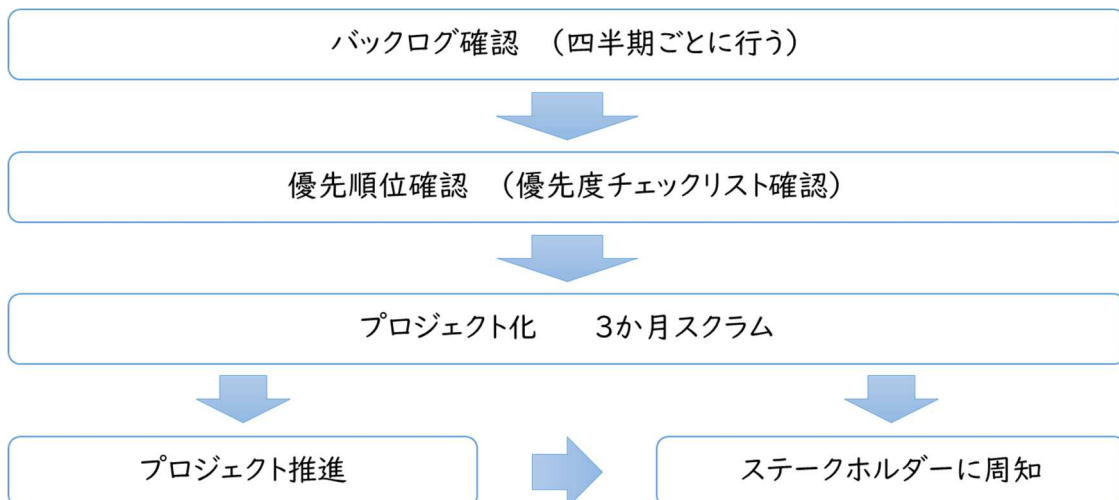 バックログ確認　（四半期ごとに行う）
優先順位確認　（優先度チェックリスト確認）
プロジェクト化　　3か月スクラム
プロジェクト推進
ステークホルダーに周知